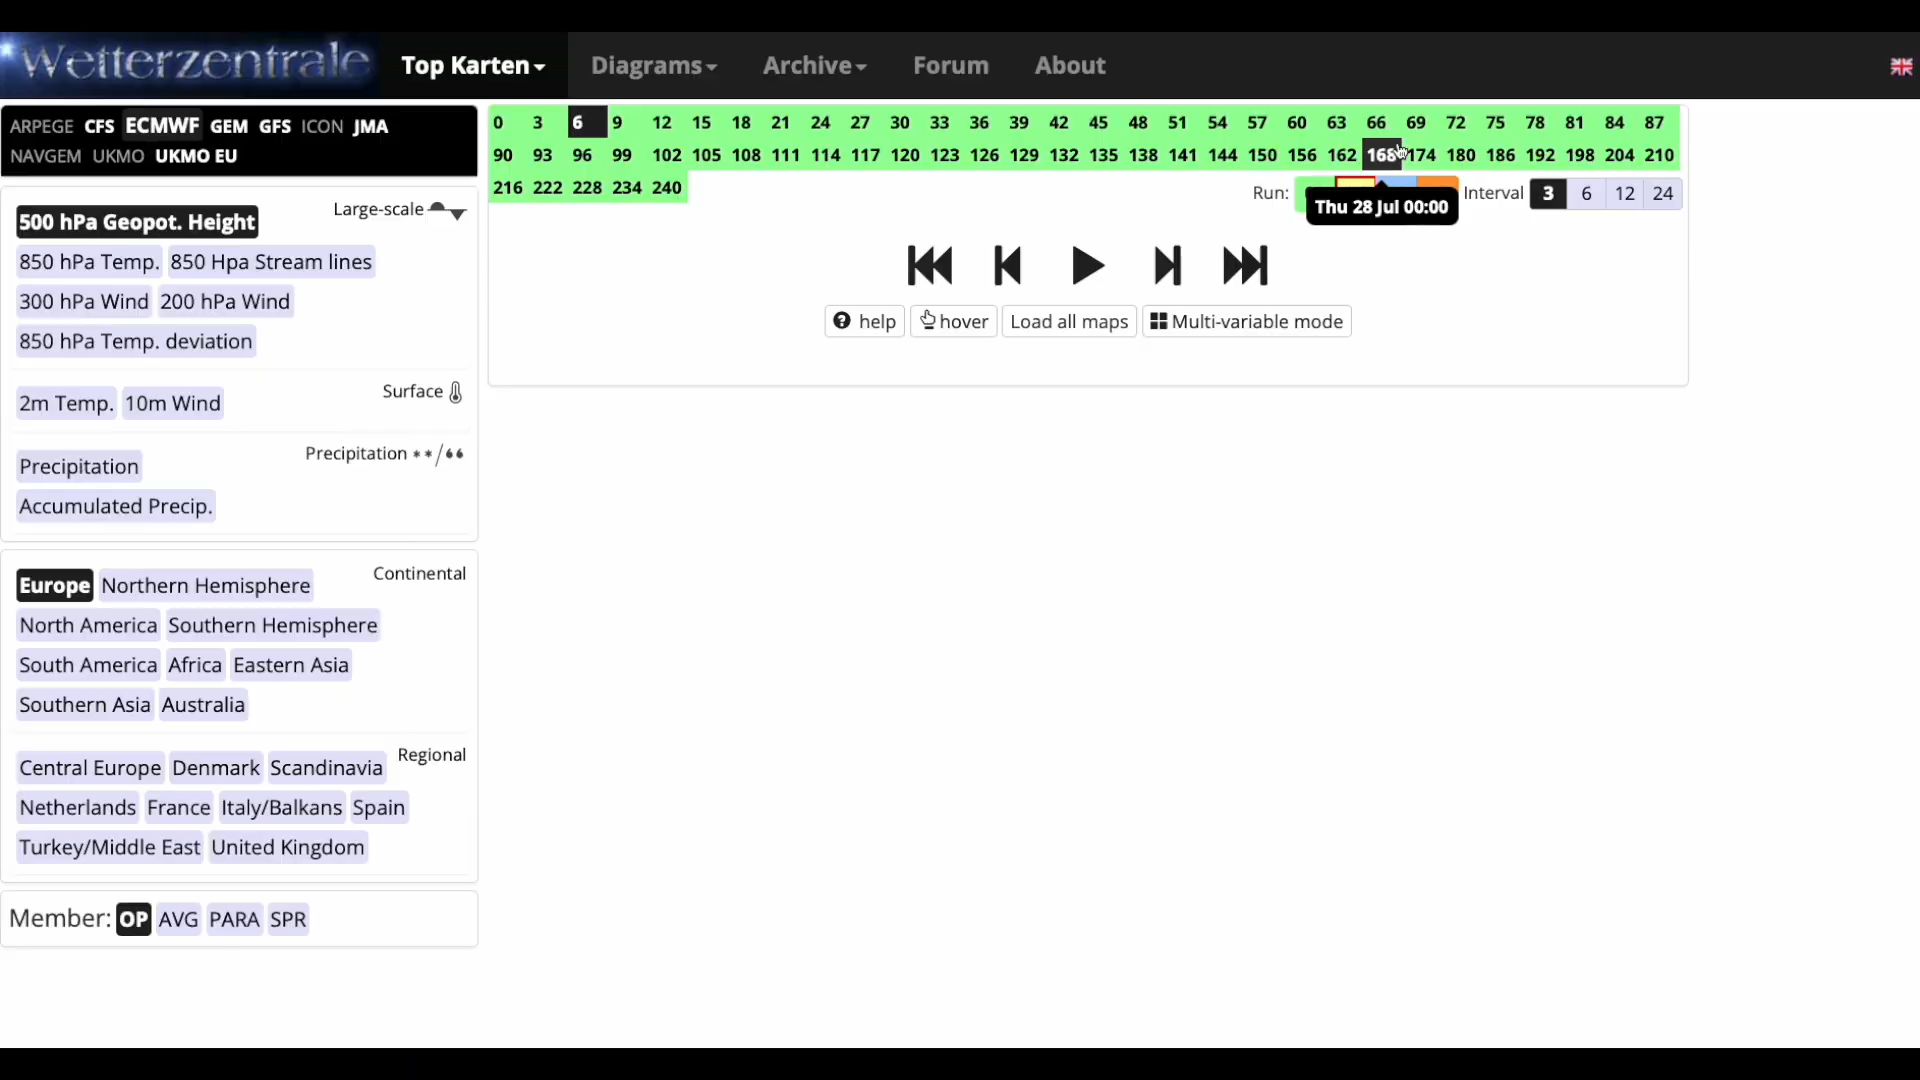 Wetterzentrale Top Karten Diagrams Archive Forum About
ARPEGE CFS ECMWF GEM GFS ICON JMA
NAVGEM UKMO UKMO EU
Large-scale
500 hPa Geopot. Height
850 hPa Temp. 850 Hpa Stream lines
300 hPa Wind 200 hPa Wind
850 hPa Temp. deviation
Surface
2m Temp. 10m Wind
Precipitation **/
Precipitation
Accumulated Precip.
Continental
Europe Northern Hemisphere
North America Southern Hemisphere
South America Africa Eastern Asia
Southern Asia Australia
Regional
Central Europe Denmark Scandinavia
Netherlands France Italy/Balkans Spain
Turkey/Middle East United Kingdom
Member: OP AVG PARA SPR
0 3 6 9 12 15 18 21 24 27 30 33 36 39 42 45 48 51 54 57 60 63 66 69 72 75 78 81 84 87
90 93 96 99 102 105 108 111 114 117 120 123 126 129 132 135 138 141 144 150 156 162 168 174 180 186 192 198 204 210
216 222 228 234 240
Run: Interval 3 6 12 24
Thu 28 Jul 00:00
? help hover Load all maps Multi-variable mode